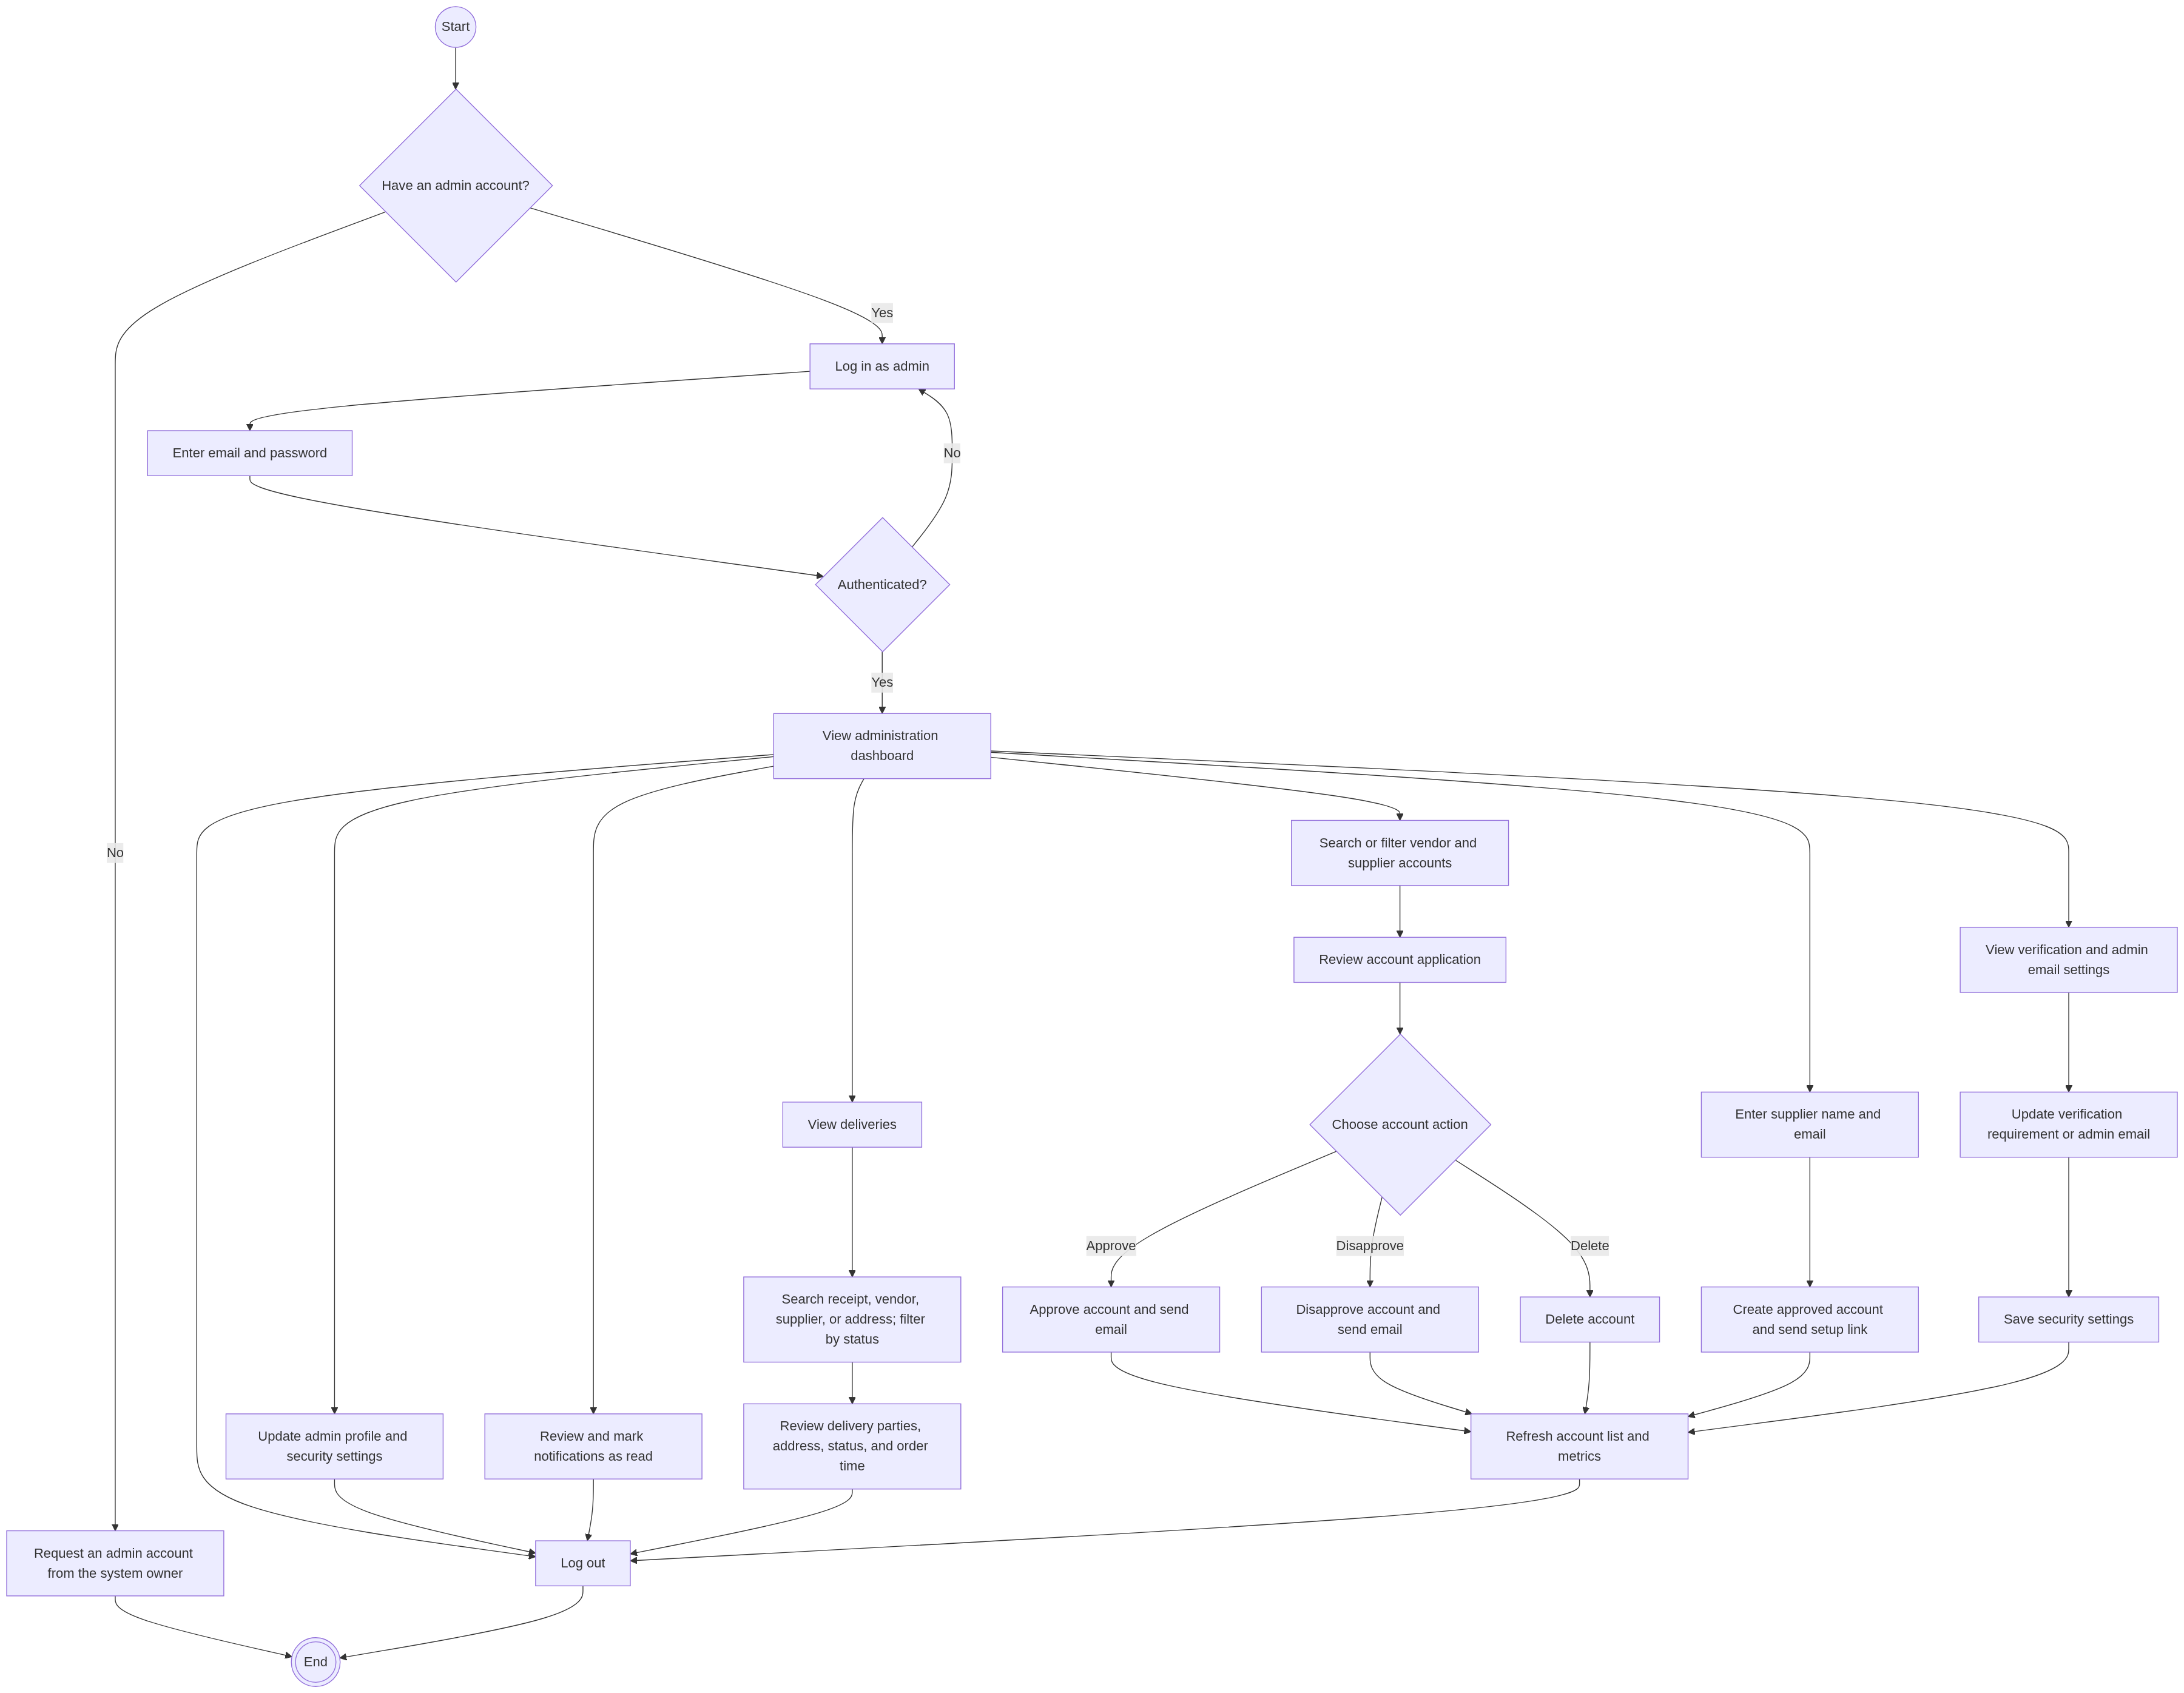 Start
Have an admin account?
Yes
Log in as admin
Enter email and password
No
Authenticated?
Yes
View administration
dashboard
No
Search or filter vendor and
supplier accounts
Review account application
View verification and admin
email settings
View deliveries
Choose account action
Enter supplier name and
email
Update verification
requirement or admin email
Approve
Disapprove
Delete
Search receipt, vendor,
supplier, or address; filter
by status
Approve account and send
email
Disapprove account and
send email
Delete account
Create approved account
and send setup link
Save security settings
Update admin profile and
security settings
Review and mark
notifications as read
Review delivery parties,
address, status, and order
time
Refresh account list and
metrics
Request an admin account
from the system owner
Log out
End